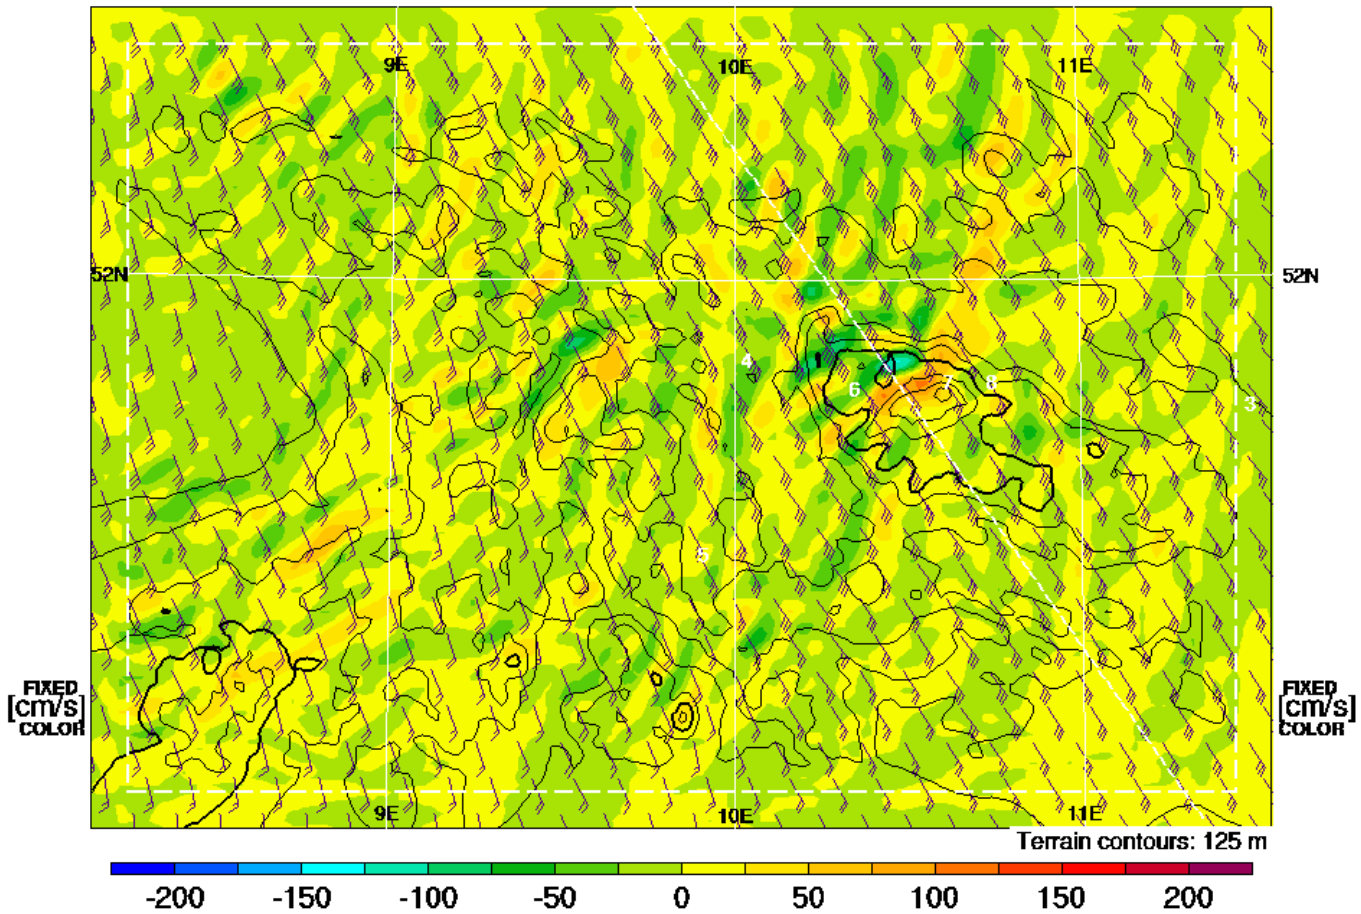 9E 10E 11E
52N 52N
4
6 7 8
3
5
FIXED
[cm/s]
COLOR
FIXED
[cm/s]
COLOR
9E 10E 11E
Terrain contours: 125 m
-200 -150 -100 -50 0 50 100 150 200